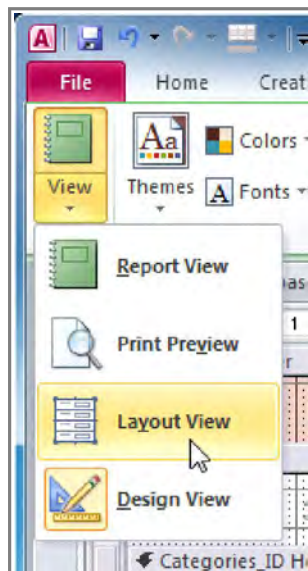 A
File Home Creat
Aa Colors
View Themes A Fonts
Report View
Print Preview
1
Layout View
Design View
Categories_ID H